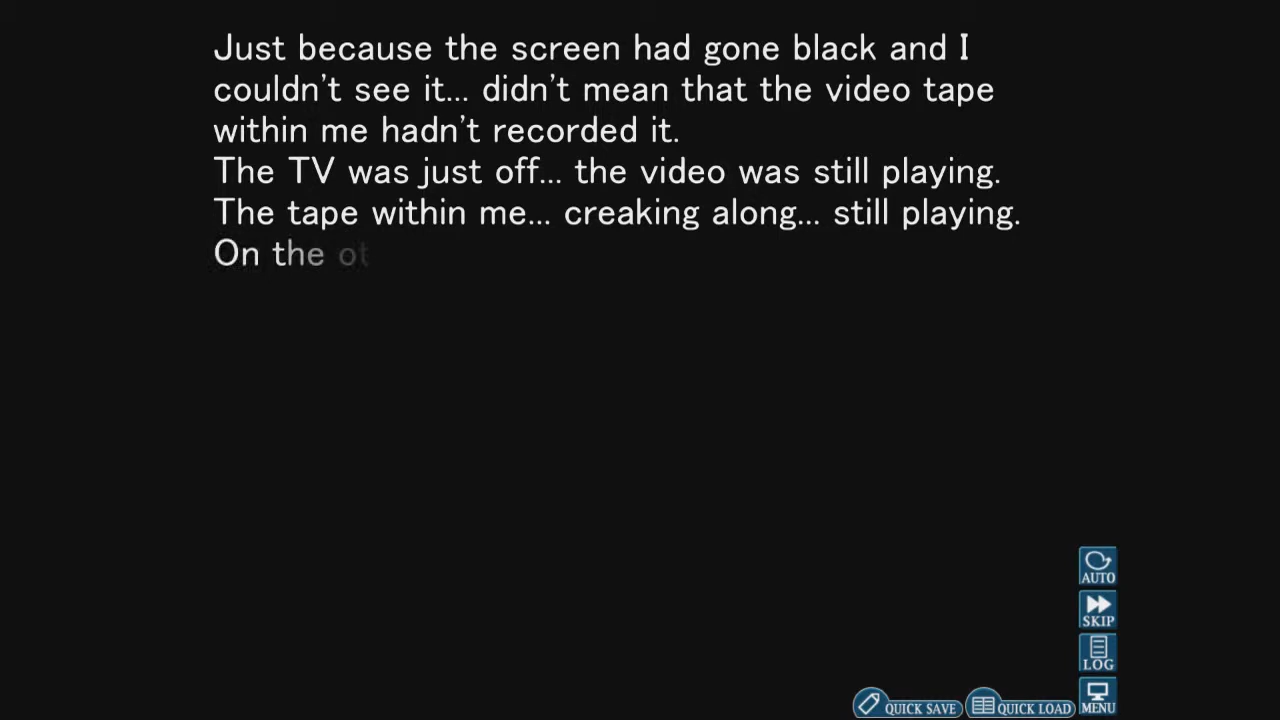 Just because the screen had gone black and I
couldn't see it... didn't mean that the video tape
within me hadn't recorded it.
The TV was just off... the video was still playing.
The tape within me... creaking along... still playing.
On the ot
AUTO
SKIP
LOG
MENU
QUICK SAVE
QUICK LOAD